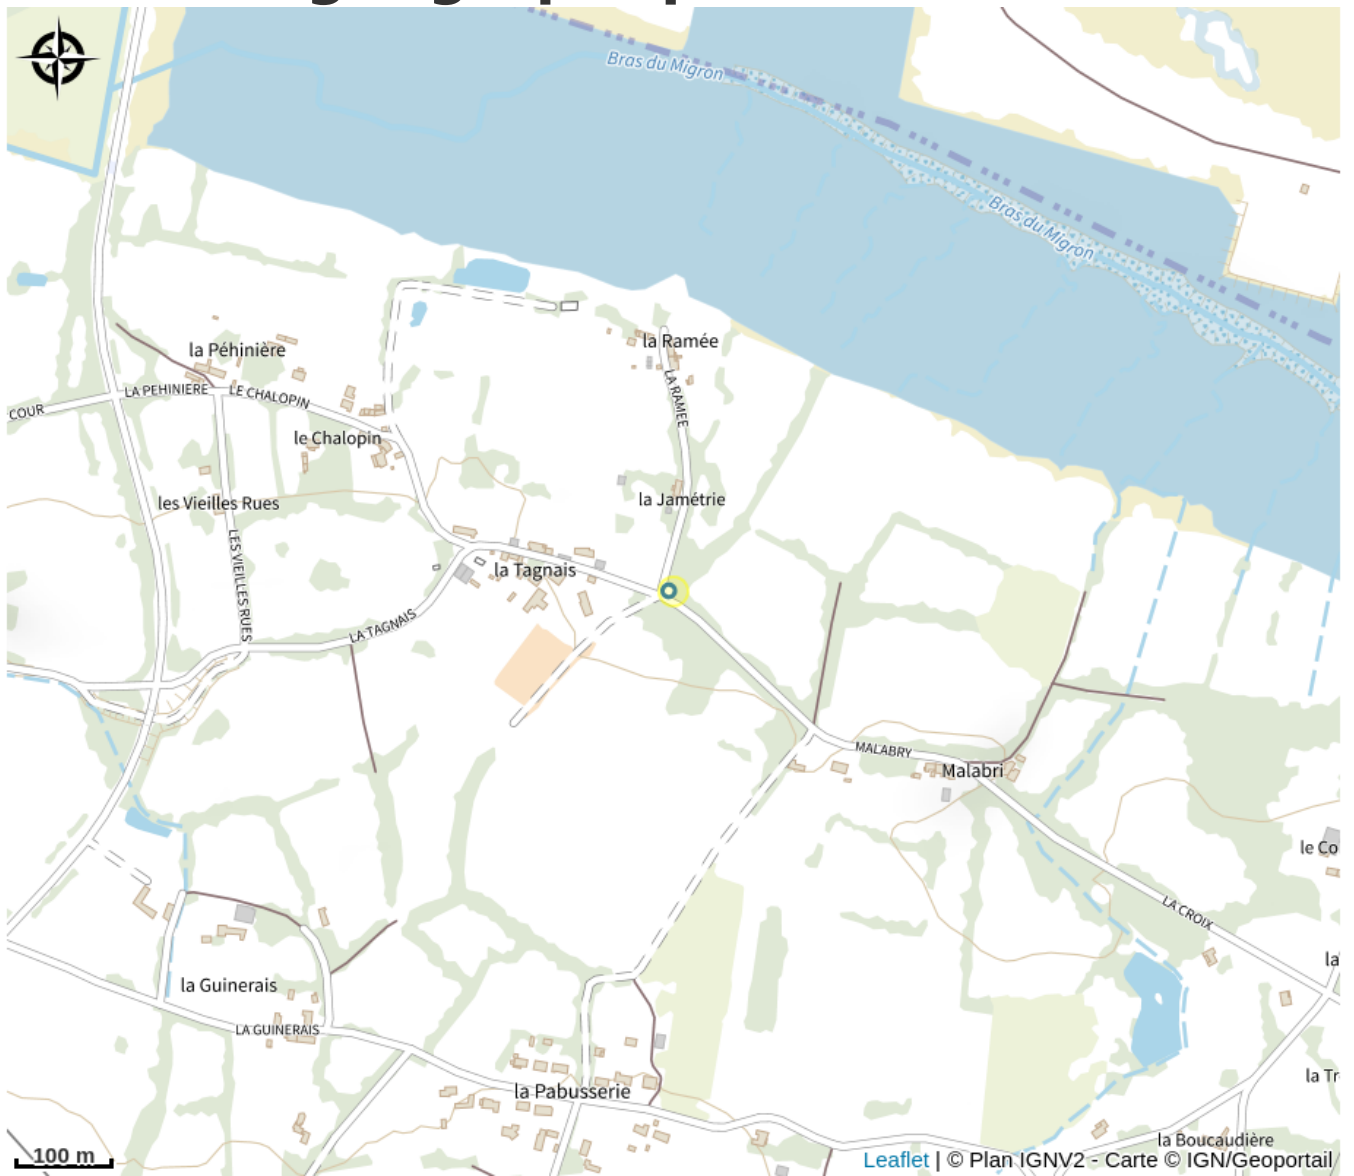 Bras du Migron
Bras du Migron
la Ramée
la Péhinière
LA RAMEE
LA PEHINIERE
LE CHALOPIN
COUR
le Chalopin
la Jamétrie
les Vieilles Rues
LES VIEILLES RUES
la Tagnais
LA TAGNAIS
MALABRY
Malabri
le Co
LA CROIX
la
la Guinerais
LA GUINERAIS
la Tr
la Pabusserie
la Boucaudière
100 m
Leaflet | © Plan IGNV2 - Carte © IGN/Geoportail